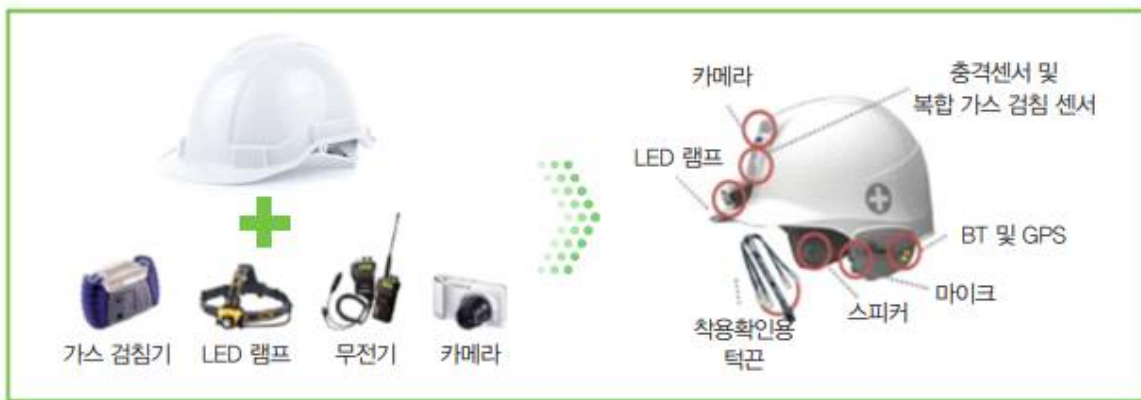 카메라
충격센서 및
복합 가스 검침 센서
LED 램프
BT 및 GPS
마이크
스피커
착용확인용
턱끈
가스 검침기
LED 램프
무전기
카메라